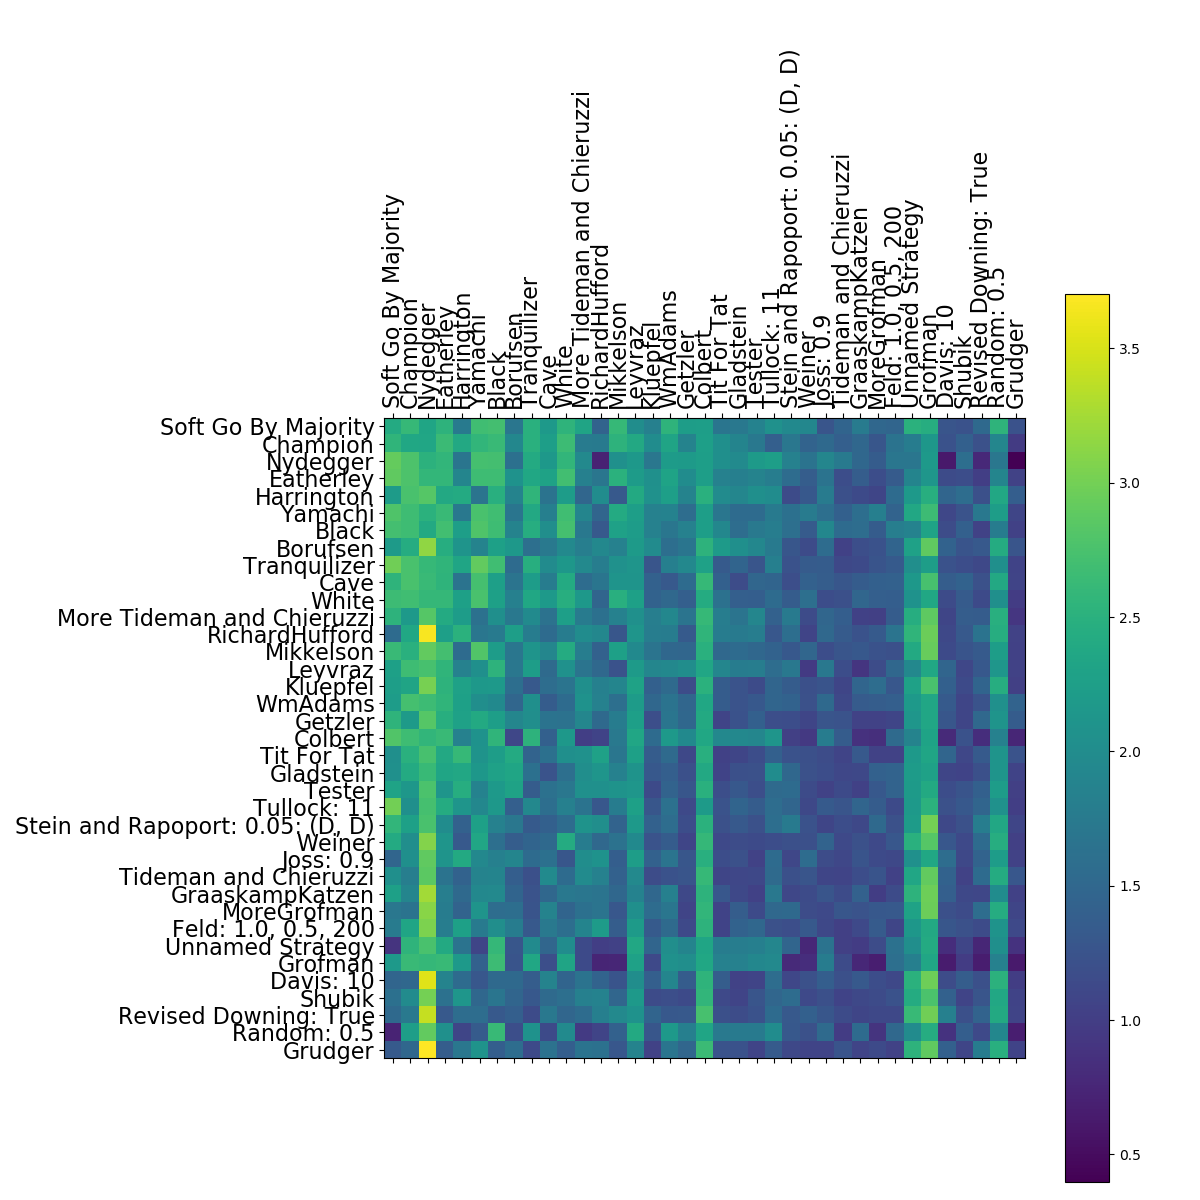 Soft Go By Majority
Champion
Nydegger
Eatherley
Harrington
Yamachi
Black
Borufsen
Tranquilizer
Cave
White
More Tideman and Chieruzzi
RichardHufford
Mikkelson
Leyvraz
Kluepfel
WmAdams
Getzler
Colbert
Tit For Tat
Gladstein
Tester
Tullock: 11
Stein and Rapoport: 0.05: (D, D)
Weiner
Joss: 0.9
Tideman and Chieruzzi
GraaskampKatzen
MoreGrofman
Feld: 1.0, 0.5, 200
Unnamed Strategy
Grofman
Davis: 10
Shubik
Revised Downing: True
Random: 0.5
Grudger
Soft Go By Majority
Champion
Nydegger
Eatherley
Harrington
Yamachi
Black
Borufsen
Tranquilizer
Cave
White
More Tideman and Chieruzzi
RichardHufford
Mikkelson
Leyvraz
Kluepfel
WmAdams
Getzler
Colbert
Tit For Tat
Gladstein
Tester
Tullock: 11
Stein and Rapoport: 0.05: (D, D)
Weiner
Joss: 0.9
Tideman and Chieruzzi
GraaskampKatzen
MoreGrofman
Feld: 1.0, 0.5, 200
Unnamed Strategy
Grofman
Davis: 10
Shubik
Revised Downing: True
Random: 0.5
Grudger
3.5
3.0
2.5
2.0
1.5
1.0
0.5